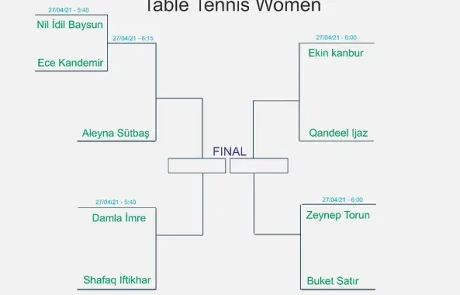 Table Tennis Women
27/04/21 - 5:40
Nil İdil Baysun
Ece Kandemir
27/04/21 - 6:15
Aleyna Sütbaş
27/04/21 - 6:00
Ekin kanbur
Qandeel Ijaz
FINAL
27/04/21 - 5:40
Damla İmre
Shafaq Iftikhar
27/04/21 - 6:00
Zeynep Torun
Buket Satır